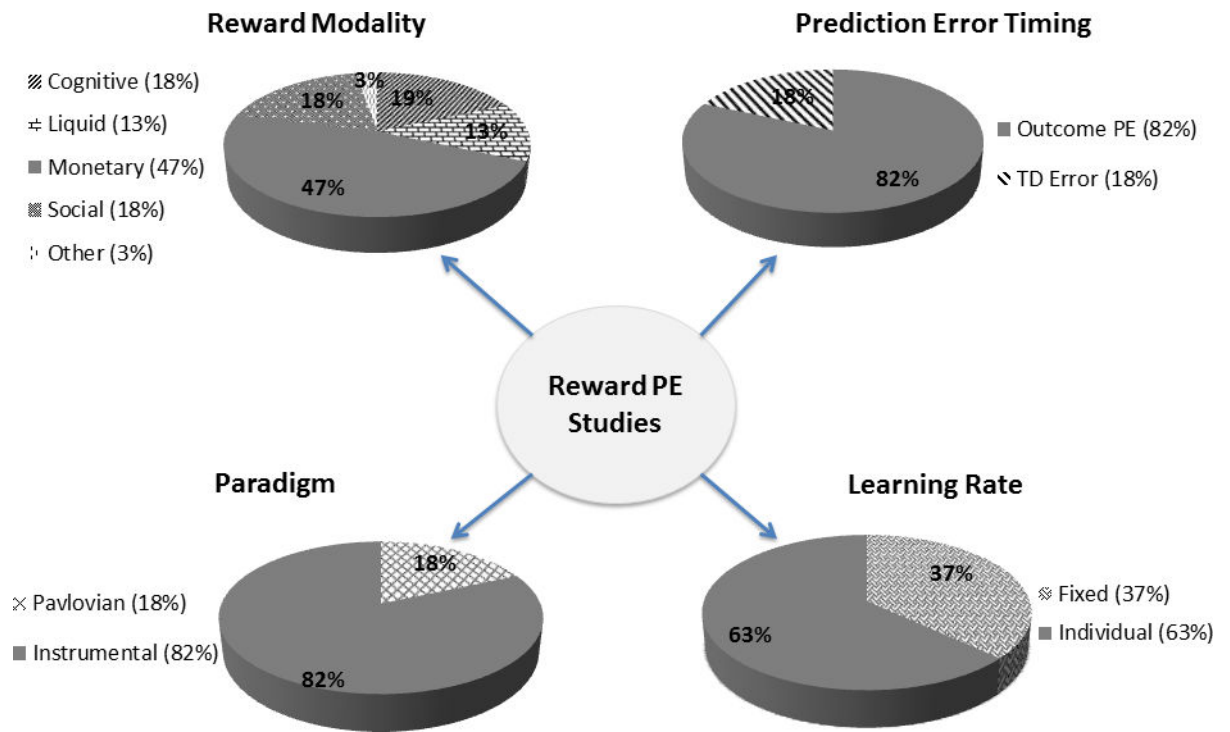 Reward Modality
Cognitive (18%)
Liquid (13%)
Monetary (47%)
Social (18%)
Other (3%)
3%
18%
19%
13%
47%
Prediction Error Timing
18%
82%
Outcome PE (82%)
TD Error (18%)
Reward PE
Studies
Paradigm
18%
82%
Pavlovian (18%)
Instrumental (82%)
Learning Rate
37%
63%
Fixed (37%)
Individual (63%)